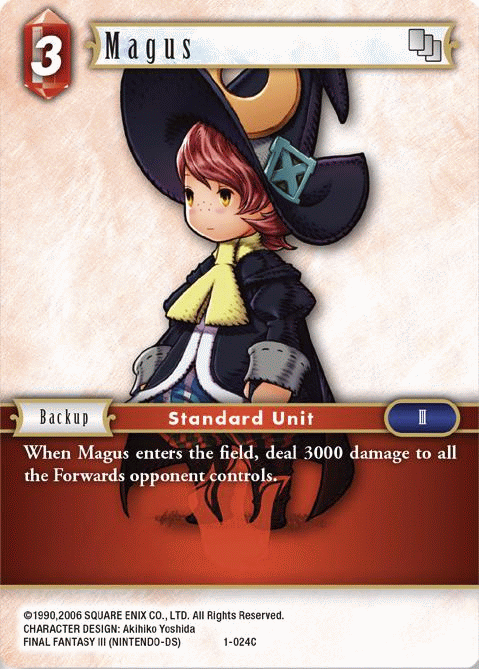 3
Magus
Backup
Standard Unit
III
When Magus enters the field, deal 3000 damage to all
the Forwards opponent controls.
©1990,2006 SQUARE ENIX CO., LTD. All Rights Reserved.
CHARACTER DESIGN: Akihiko Yoshida
FINAL FANTASY III (NINTENDO-DS)
1-024C